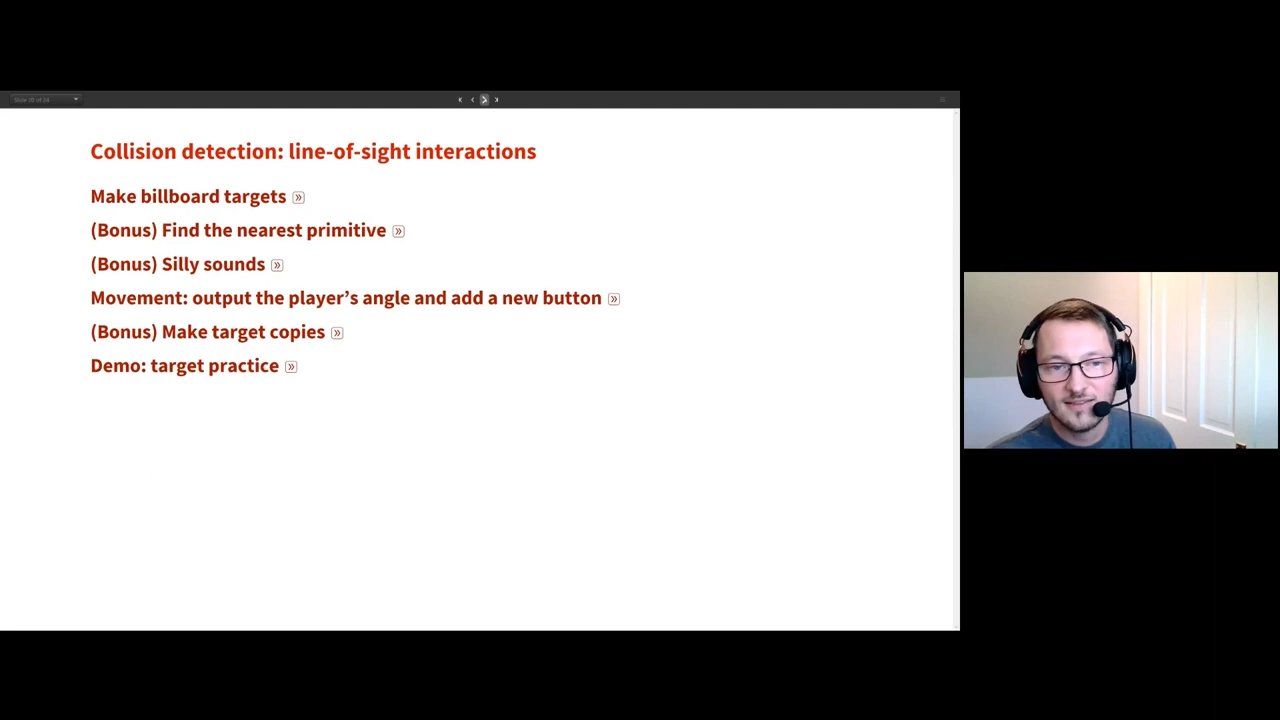 Collision detection: line-of-sight interactions
Make billboard targets »
(Bonus) Find the nearest primitive »
(Bonus) Silly sounds »
Movement: output the player’s angle and add a new button »
(Bonus) Make target copies »
Demo: target practice »